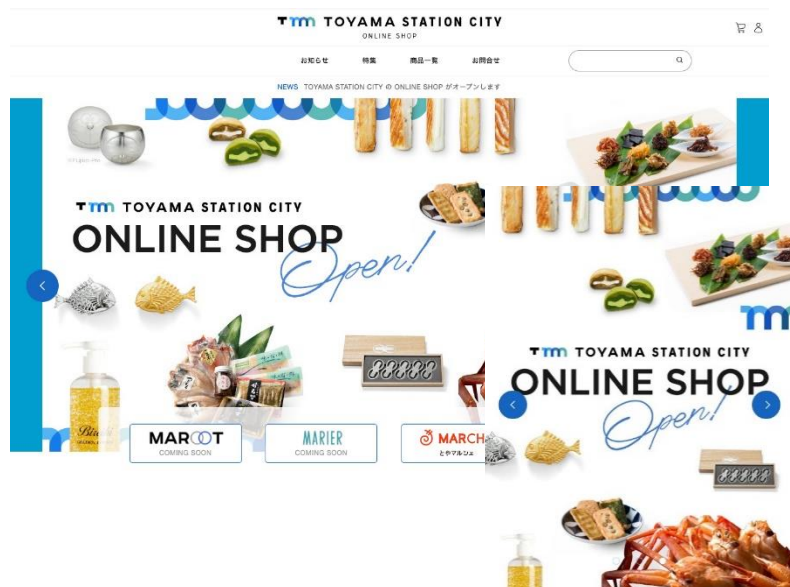 TOYAMA STATION CITY
ONLINE SHOP
お知らせ 特集 商品一覧 お問合せ
NEWS TOYAMA STATION CITY の ONLINE SHOP がオープンします
TOYAMA STATION CITY
ONLINE SHOP
Open!
MAROOT
COMING SOON
MARIER
COMING SOON
MARCH
とやマルシェ
TOYAMA STATION CITY
ONLINE SHOP
Open!